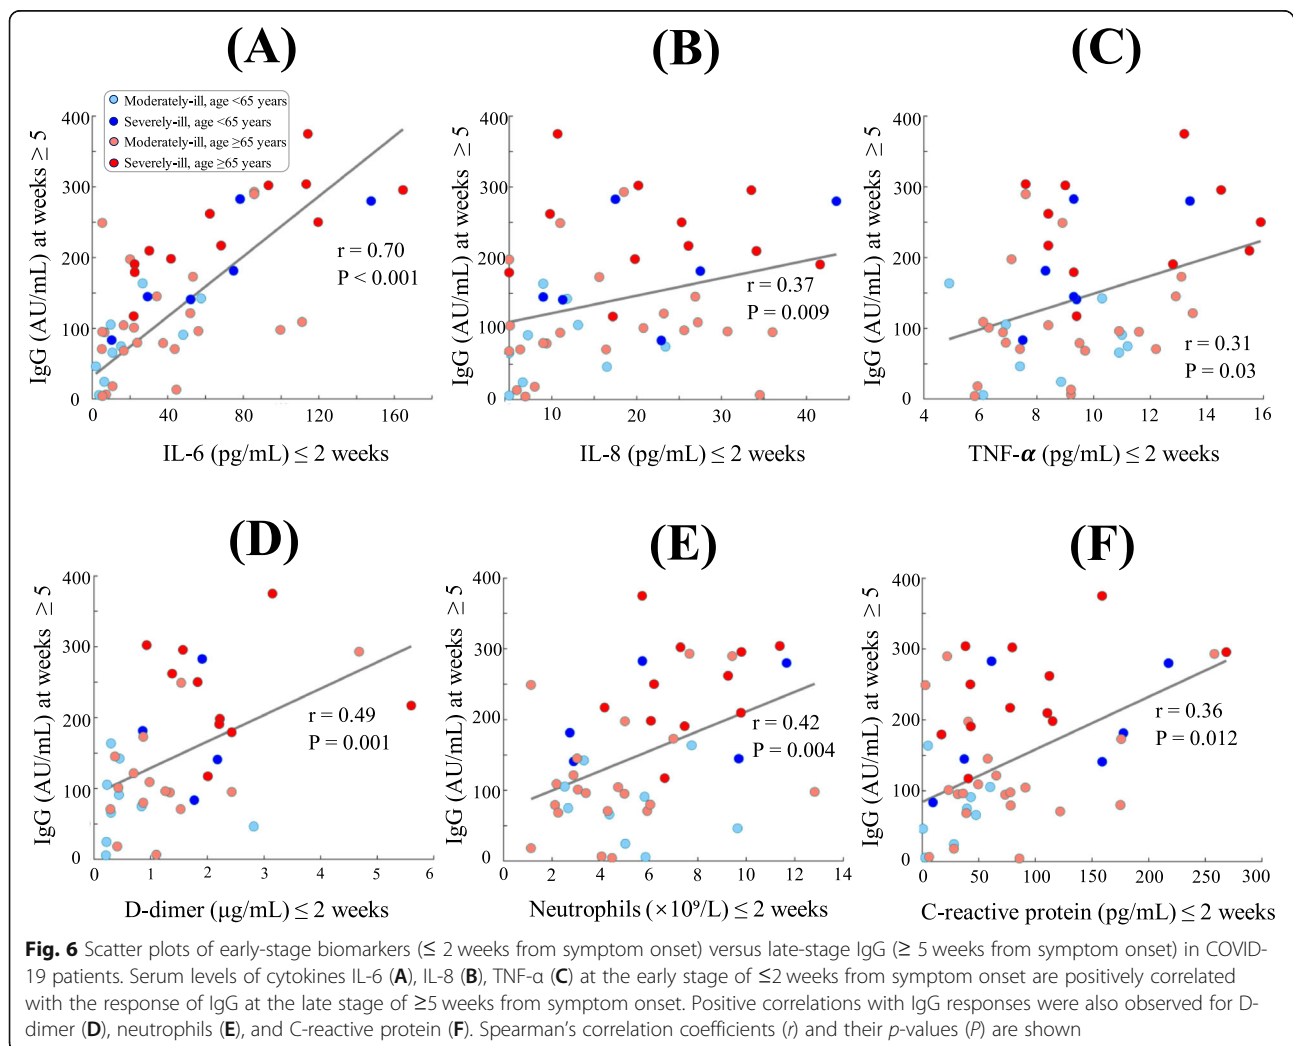 (A)
(B)
(C)
Moderately-ill, age <65 years
Severely-ill, age <65 years
Moderately-ill, age ≥65 years
Severely-ill, age ≥65 years
IgG (AU/mL) at weeks ≥ 5
400
300
200
100
0
r = 0.70
P < 0.001
0 40 80 120 160
IL-6 (pg/mL) ≤ 2 weeks
IgG (AU/mL) at weeks ≥ 5
400
300
200
100
0
r = 0.37
P = 0.009
10 20 30 40
IL-8 (pg/mL) ≤ 2 weeks
IgG (AU/mL) at weeks ≥ 5
400
300
200
100
0
r = 0.31
P = 0.03
4 6 8 10 12 14 16
TNF-α (pg/mL) ≤ 2 weeks
(D)
(E)
(F)
IgG (AU/mL) at weeks ≥ 5
400
300
200
100
0
r = 0.49
P = 0.001
0 1 2 3 4 5 6
D-dimer (μg/mL) ≤ 2 weeks
IgG (AU/mL) at weeks ≥ 5
400
300
200
100
0
r = 0.42
P = 0.004
0 2 4 6 8 10 12 14
Neutrophils (×10⁹/L) ≤ 2 weeks
IgG (AU/mL) at weeks ≥ 5
400
300
200
100
0
r = 0.36
P = 0.012
0 50 100 150 200 250 300
C-reactive protein (pg/mL) ≤ 2 weeks
Fig. 6 Scatter plots of early-stage biomarkers (≤ 2 weeks from symptom onset) versus late-stage IgG (≥ 5 weeks from symptom onset) in COVID-
19 patients. Serum levels of cytokines IL-6 (A), IL-8 (B), TNF-α (C) at the early stage of ≤2 weeks from symptom onset are positively correlated
with the response of IgG at the late stage of ≥5 weeks from symptom onset. Positive correlations with IgG responses were also observed for D-
dimer (D), neutrophils (E), and C-reactive protein (F). Spearman's correlation coefficients (r) and their p-values (P) are shown